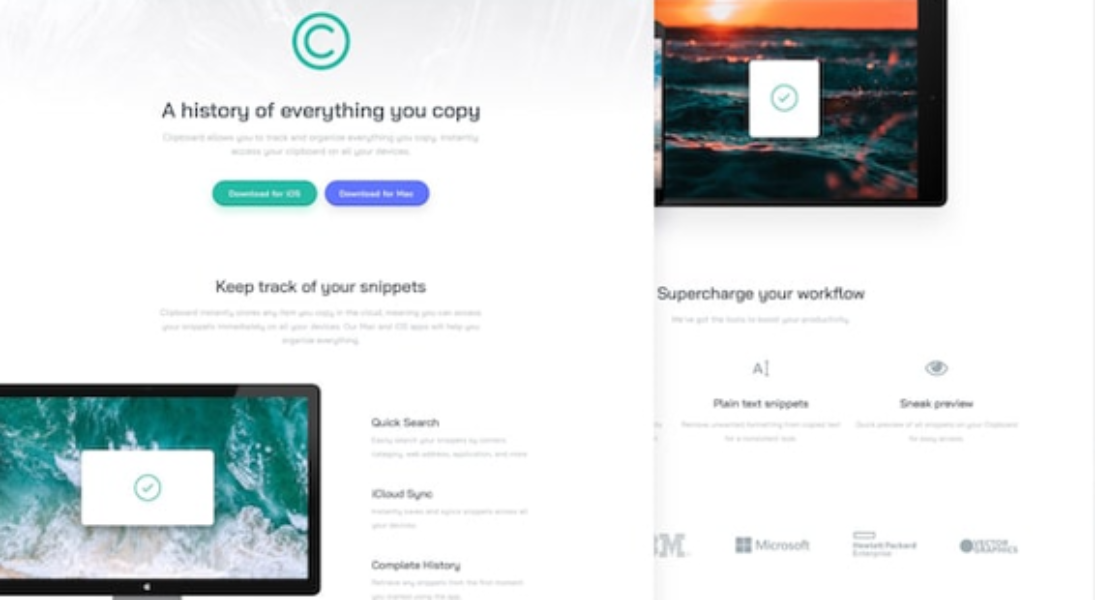 A history of everything you copy
Clipboard allows you to track and organize everything you copy. Instantly
access your clipboard on all your devices.
Download for iOS
Download for Mac
Keep track of your snippets
Clipboard instantly stores any item you copy in the cloud, meaning you can access
your snippets immediately on all your devices. Our Mac and iOS apps will help you
organize everything.
Quick Search
Easily search your snippets by content,
category, web address, application, and more.
iCloud Sync
Instantly saves and syncs snippets across all
your devices.
Complete History
Retrieve any snippets from the first moment
you started using the app.
Supercharge your workflow
We've got the tools to boost your productivity.
Plain text snippets
Remove unwanted formatting from copied text
for a consistent look.
Sneak preview
Quick preview of all snippets on your Clipboard
for easy access.
Microsoft
Hewlett Packard
Enterprise
VECTOR
GRAPHICS